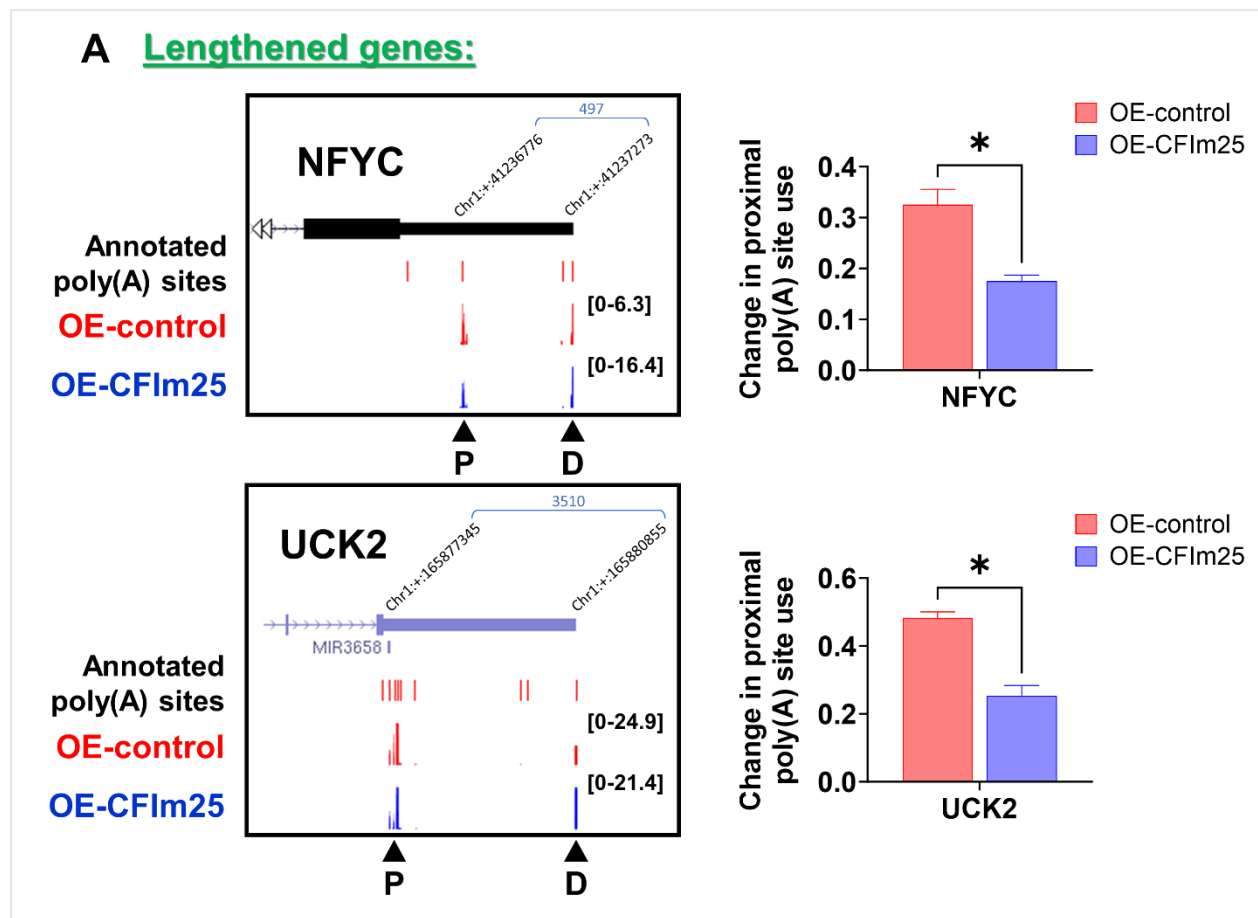 A Lengthened genes:
497
NFYC
Chr1:+:41236776
Chr1:+:41237273
Annotated
poly(A) sites
[0-6.3]
OE-control
[0-16.4]
OE-CFIm25
P D
OE-control
OE-CFIm25
*
Change in proximal
poly(A) site use
0.4
0.3
0.2
0.1
0.0
NFYC
3510
UCK2
Chr1:+:165877345
Chr1:+:165880855
MIR3658
Annotated
poly(A) sites
[0-24.9]
OE-control
[0-21.4]
OE-CFIm25
P D
OE-control
OE-CFIm25
*
Change in proximal
poly(A) site use
0.6
0.4
0.2
0.0
UCK2